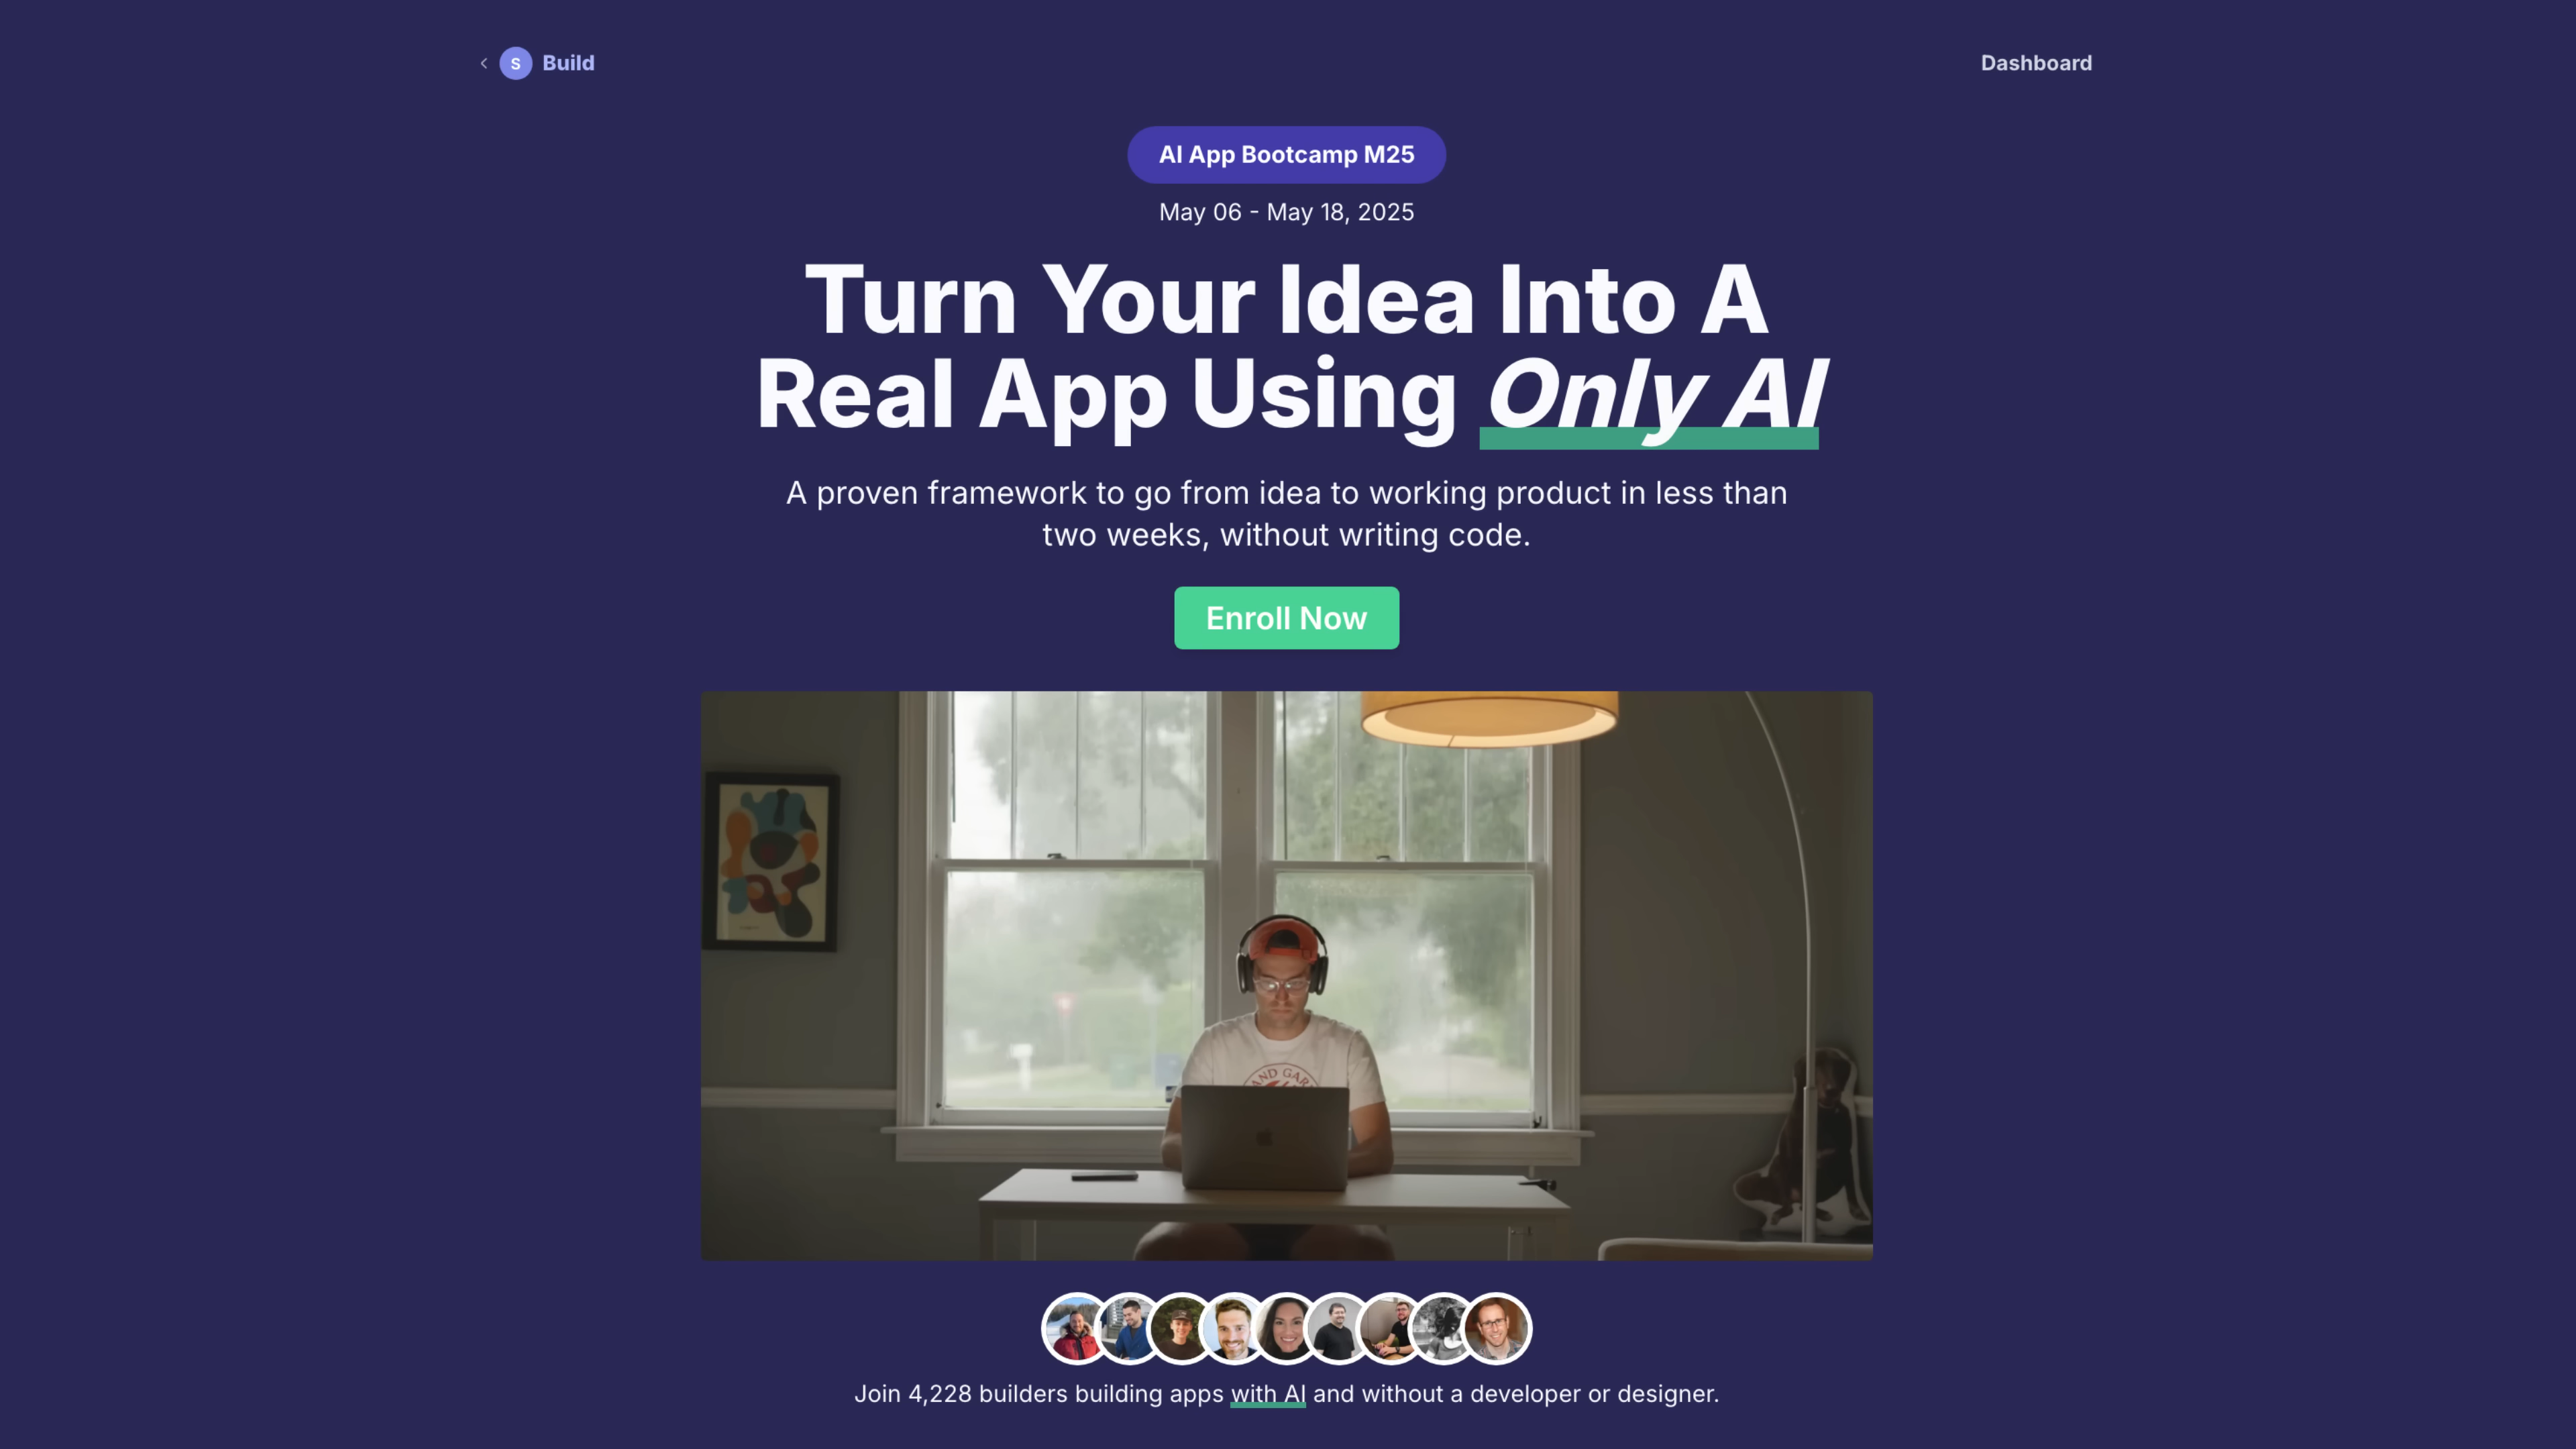 S Build
Dashboard
AI App Bootcamp M25
May 06 - May 18, 2025
Turn Your Idea Into A
Real App Using Only AI
A proven framework to go from idea to working product in less than
two weeks, without writing code.
Enroll Now
AND GAR
Join 4,228 builders building apps with AI and without a developer or designer.